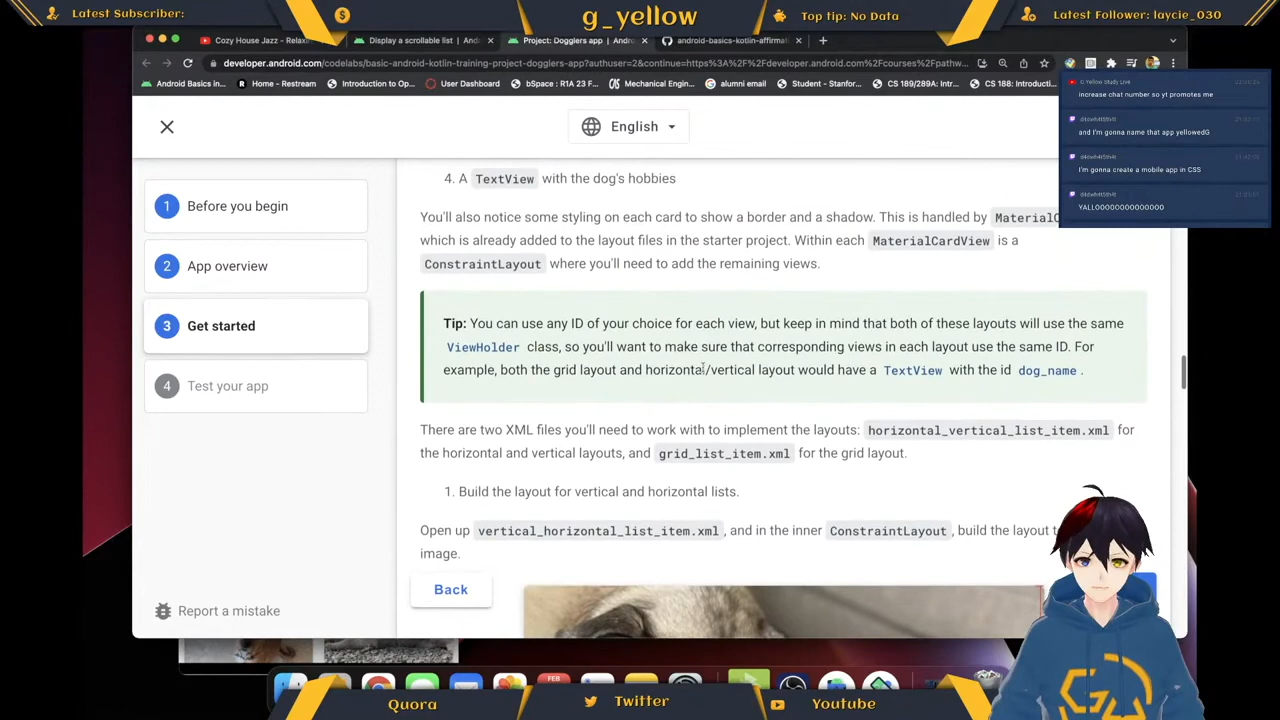 Latest Subscriber:
g_yellow
Top tip: No Data
Latest Follower: laycie_030
Cozy House Jazz - Relaxi
Display a scrollable list | And
Project: Dogglers app | Andro
android-basics-kotlin-affirmat
developer.android.com/codelabs/basic-android-kotlin-training-project-dogglers-app?authuser=2&continue=https%3A%2F%2Fdeveloper.android.com%2Fcourses%2Fpathw...
Android Basics in...
Home - Restream
Introduction to Op...
User Dashboard
bSpace : R1A 23 F...
Mechanical Engin...
alumni email
Student - Stanfor...
CS 189/289A: Intr...
CS 188: Introduct...
G Yellow Study Live
increase chat number so yt promotes me
and I'm gonna name that app yellowedG
I'm gonna create a mobile app in CSS
YALLOOOOOOOOOOOOOO
English
1 Before you begin
2 App overview
3 Get started
4 Test your app
4. A TextView with the dog's hobbies
You'll also notice some styling on each card to show a border and a shadow. This is handled by MaterialC
which is already added to the layout files in the starter project. Within each MaterialCardView is a
ConstraintLayout where you'll need to add the remaining views.
Tip: You can use any ID of your choice for each view, but keep in mind that both of these layouts will use the same
ViewHolder class, so you'll want to make sure that corresponding views in each layout use the same ID. For
example, both the grid layout and horizontal/vertical layout would have a TextView with the id dog_name .
There are two XML files you'll need to work with to implement the layouts: horizontal_vertical_list_item.xml for
the horizontal and vertical layouts, and grid_list_item.xml for the grid layout.
1. Build the layout for vertical and horizontal lists.
Open up vertical_horizontal_list_item.xml, and in the inner ConstraintLayout, build the layout t
image.
Back
Report a mistake
FEB
Quora
Twitter
Youtube